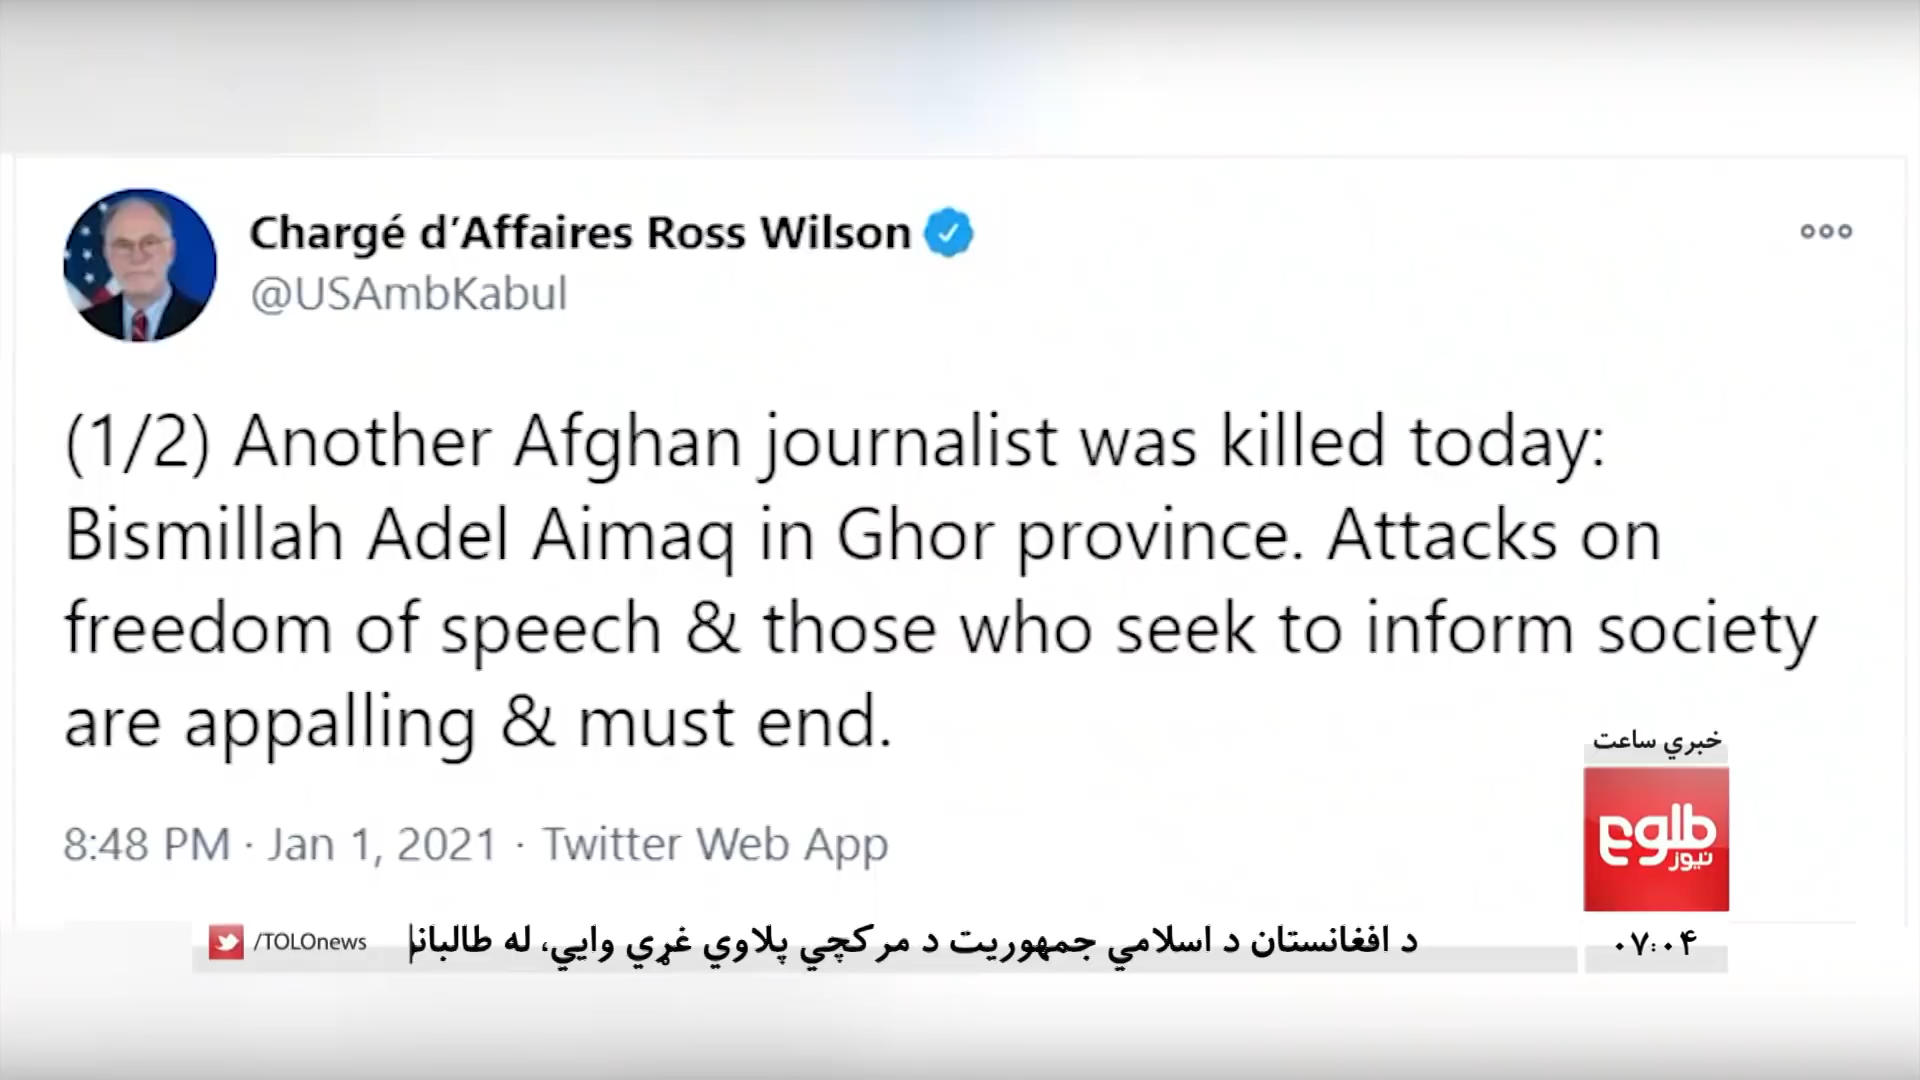 Chargé d'Affaires Ross Wilson
@USAmbKabul
(1/2) Another Afghan journalist was killed today:
Bismillah Adel Aimaq in Ghor province. Attacks on
freedom of speech & those who seek to inform society
are appalling & must end.
8:48 PM · Jan 1, 2021 · Twitter Web App
خبري ساعت
طلوع
نیوز
/TOLOnews
د افغانستان د اسلامي جمهوریت د مرکچي پلاوي غړي وايي، له طالبانو
۰۷:۰۴